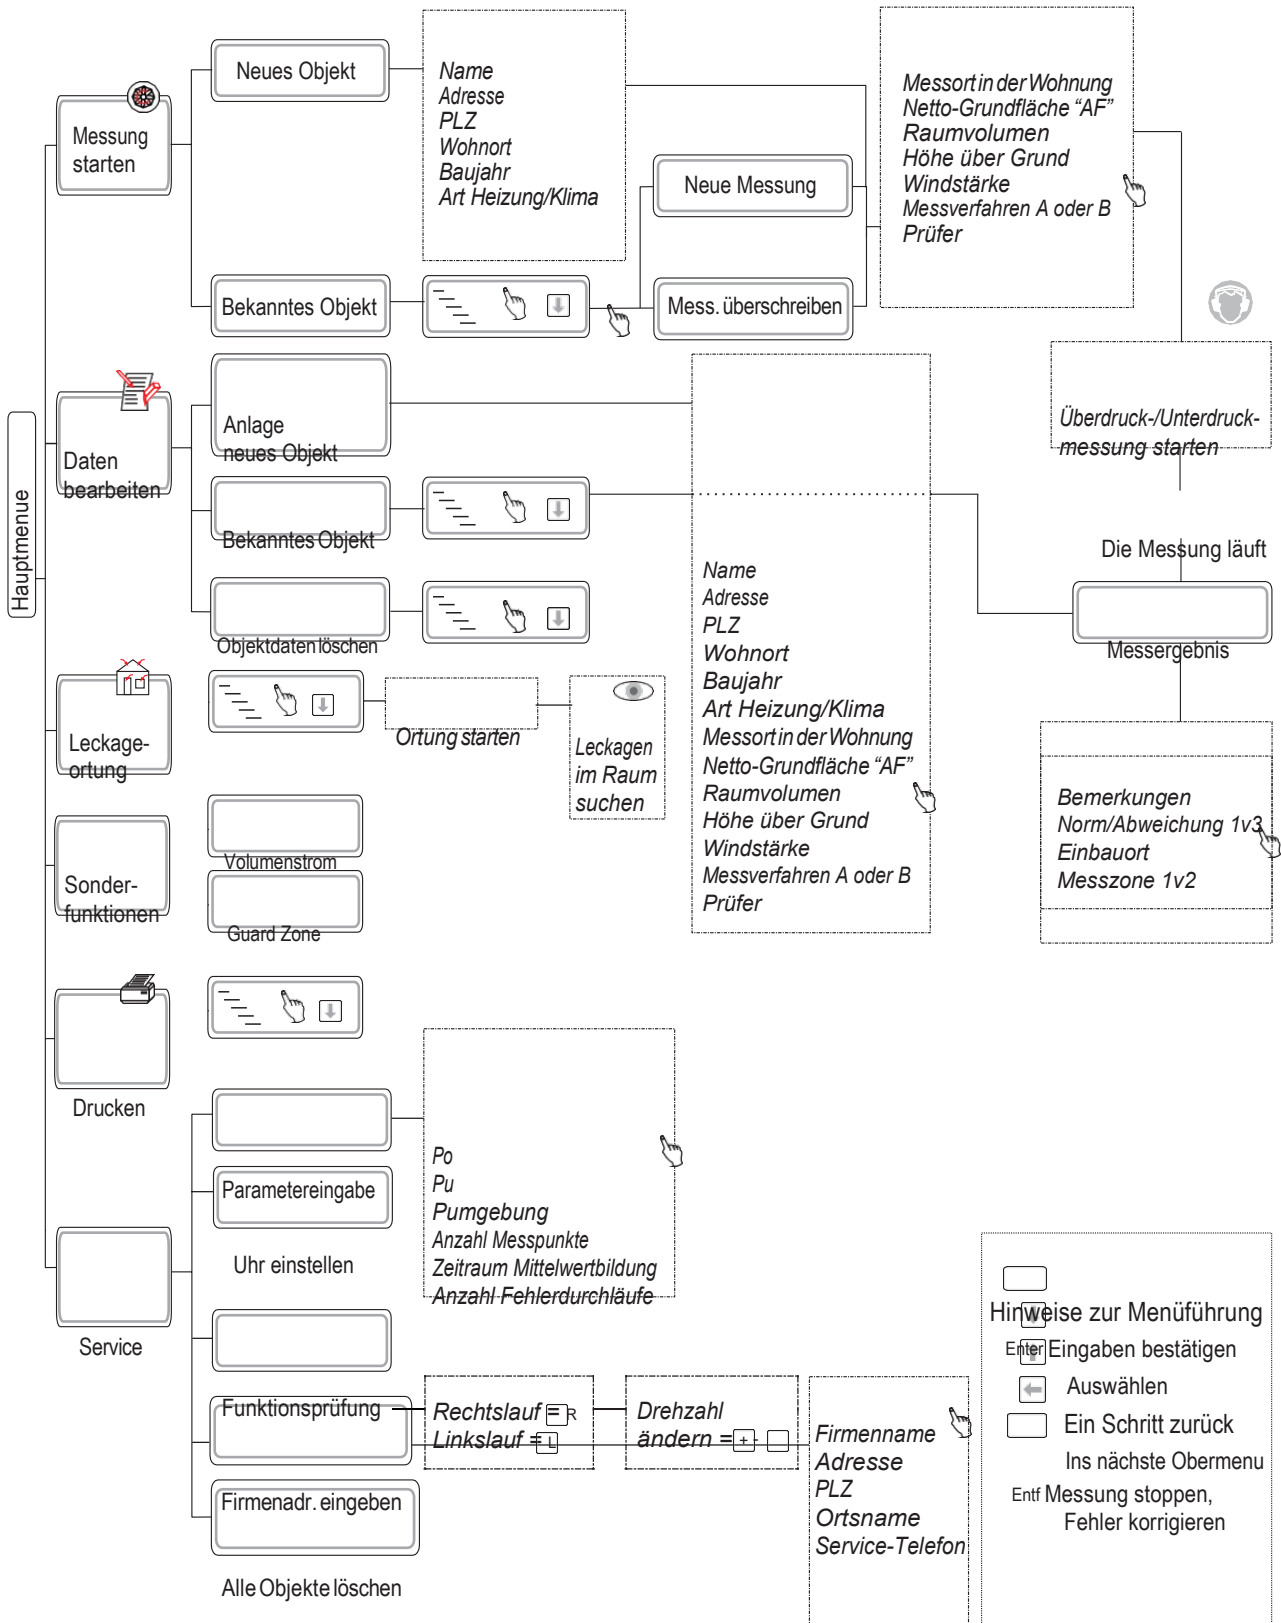 Hauptmenue
Messung
starten
Neues Objekt
Name
Adresse
PLZ
Wohnort
Baujahr
Art Heizung/Klima
Bekanntes Objekt
Neue Messung
Mess. überschreiben
Messort in der Wohnung
Netto-Grundfläche “AF”
Raumvolumen
Höhe über Grund
Windstärke
Messverfahren A oder B
Prüfer
Überdruck-/Unterdruck-
messung starten
Die Messung läuft
Messergebnis
Bemerkungen
Norm/Abweichung 1v3
Einbauort
Messzone 1v2
Daten
bearbeiten
Anlage
neues Objekt
Bekanntes Objekt
Objektdaten löschen
Name
Adresse
PLZ
Wohnort
Baujahr
Art Heizung/Klima
Messort in der Wohnung
Netto-Grundfläche “AF”
Raumvolumen
Höhe über Grund
Windstärke
Messverfahren A oder B
Prüfer
Leckage-
ortung
Ortung starten
Leckagen
im Raum
suchen
Sonder-
funktionen
Volumenstrom
Guard Zone
Drucken
Service
Parametereingabe
Po
Pu
Pumgebung
Anzahl Messpunkte
Zeitraum Mittelwertbildung
Anzahl Fehlerdurchläufe
Uhr einstellen
Funktionsprüfung
Rechtslauf = R
Linkslauf = L
Drehzahl
ändern = + -
Firmenadr. eingeben
Firmenname
Adresse
PLZ
Ortsname
Service-Telefon
Alle Objekte löschen
Hinweise zur Menüführung
Enter Eingaben bestätigen
Auswählen
Ein Schritt zurück
Ins nächste Obermenu
Entf Messung stoppen,
Fehler korrigieren